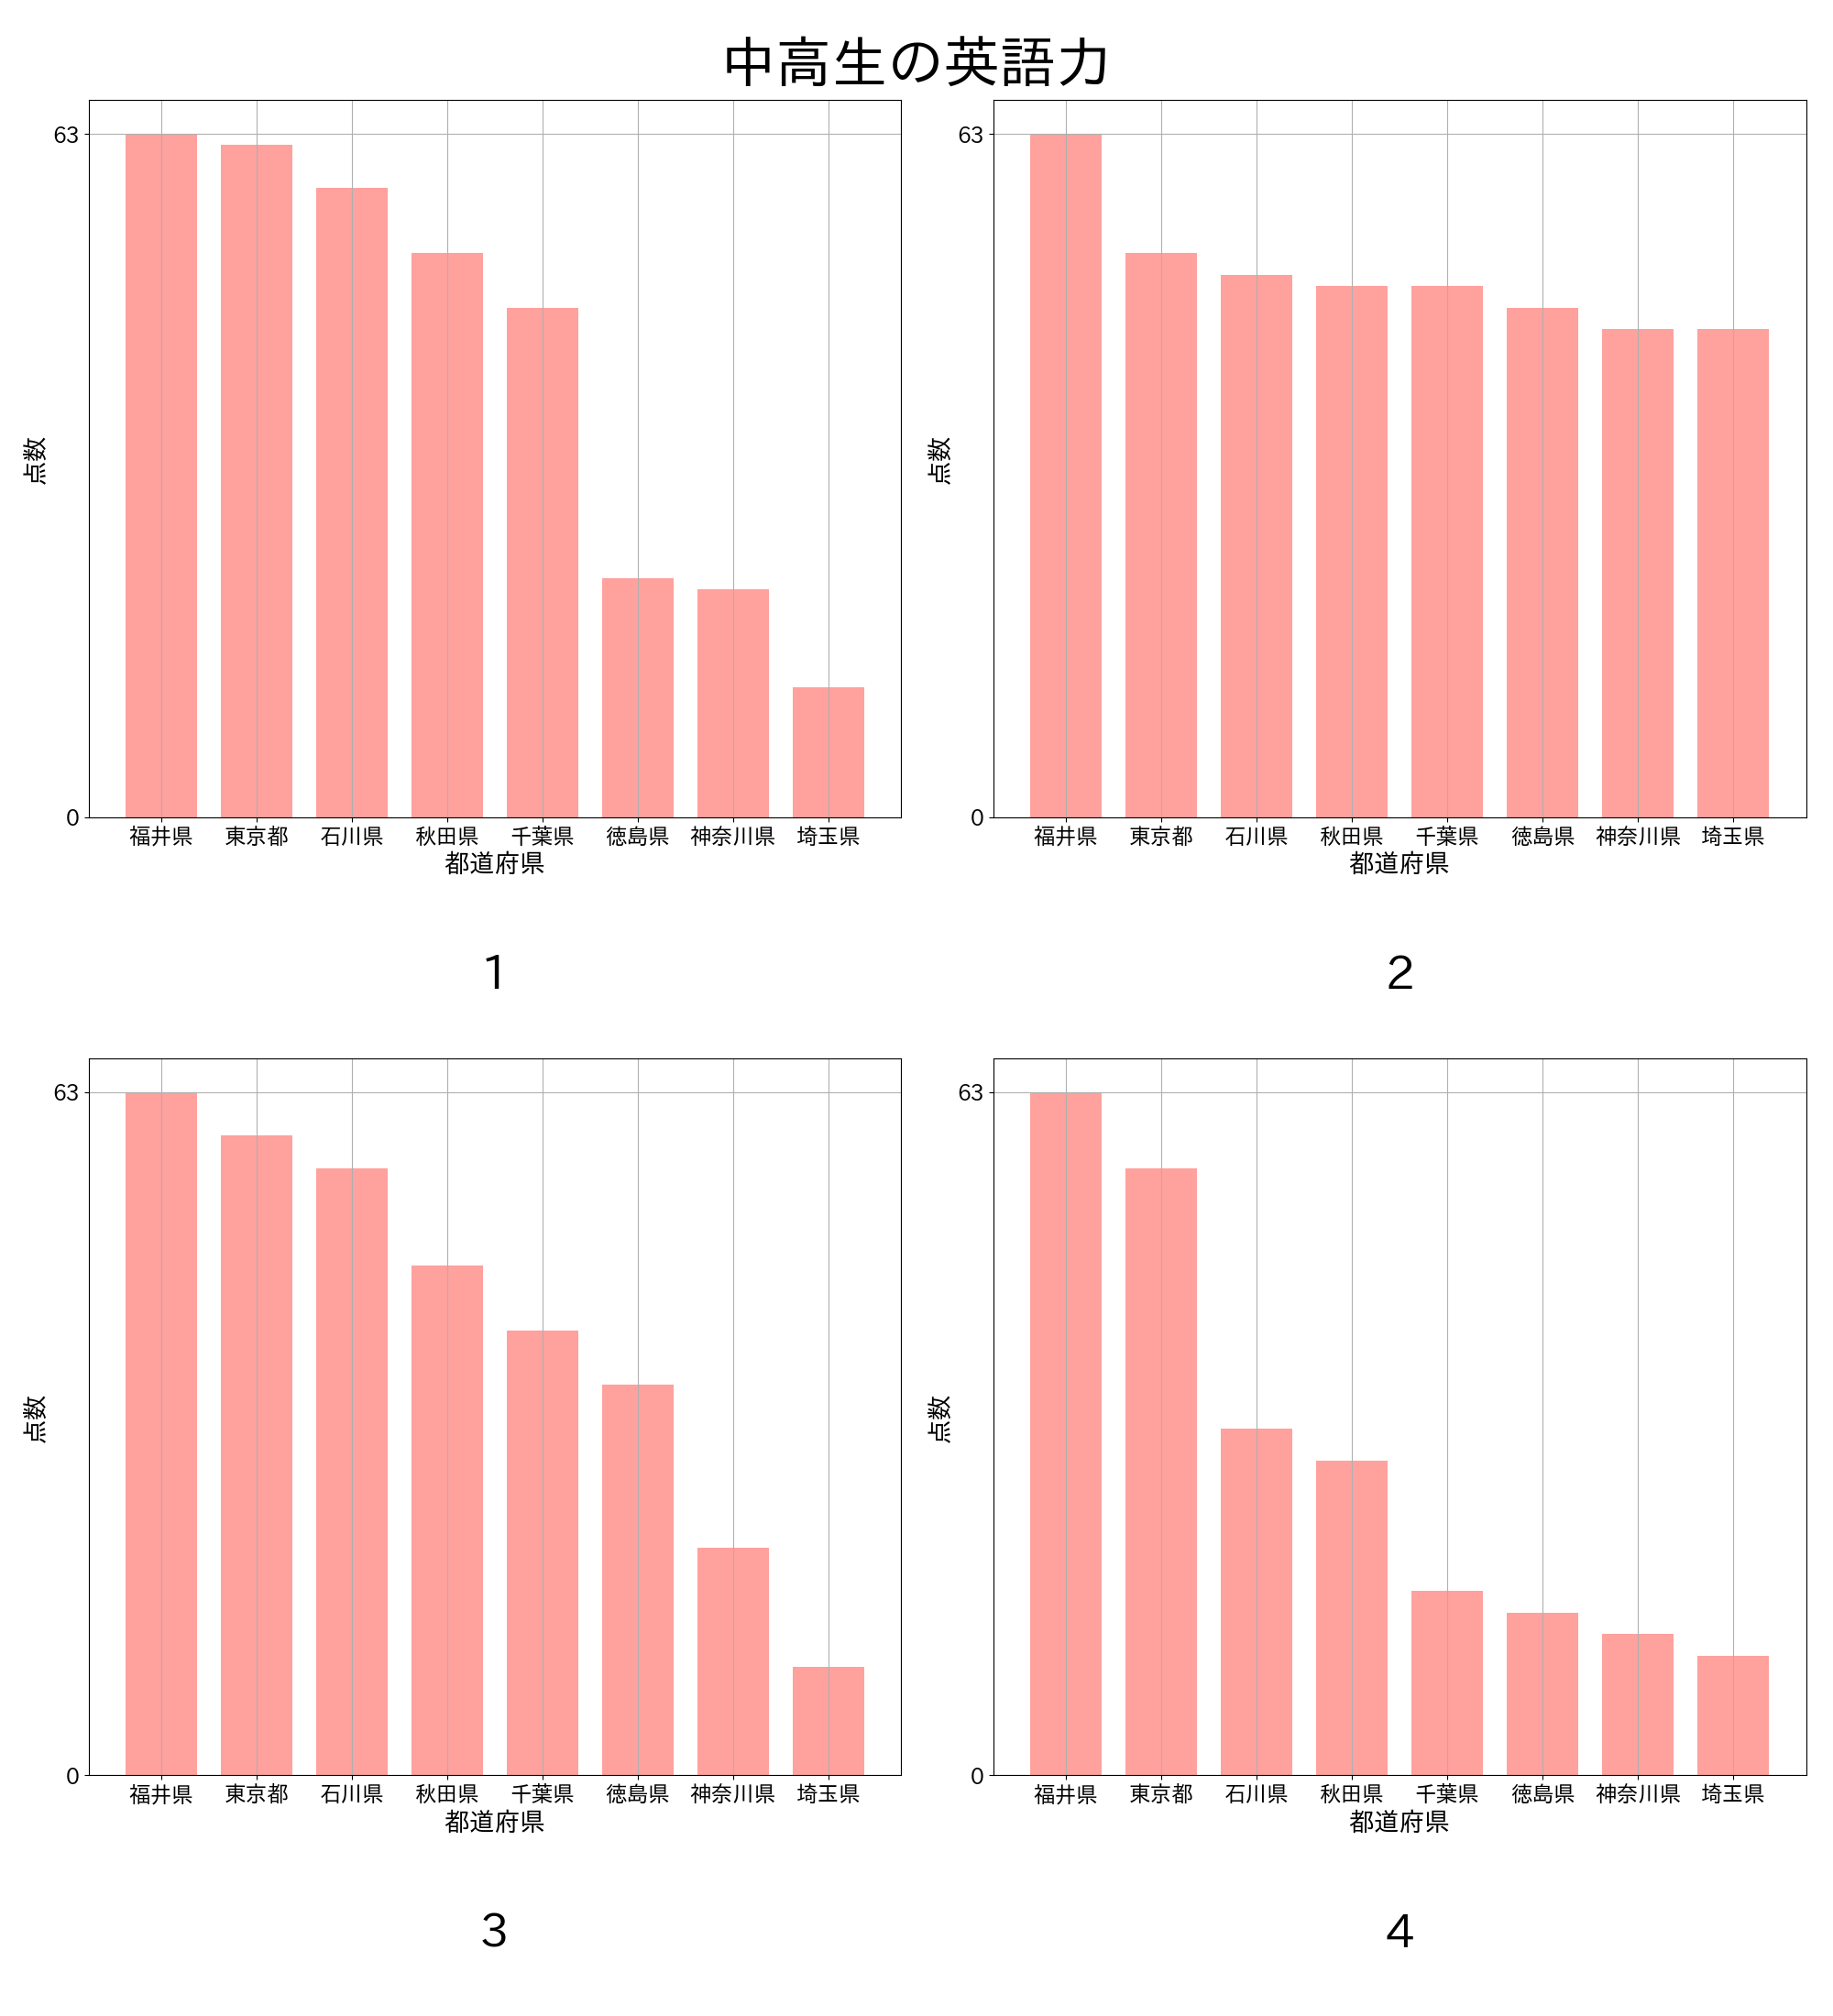 中高生の英語力
63
0
点数
福井県 東京都 石川県 秋田県 千葉県 徳島県 神奈川県 埼玉県
都道府県
1
63
0
点数
福井県 東京都 石川県 秋田県 千葉県 徳島県 神奈川県 埼玉県
都道府県
2
63
0
点数
福井県 東京都 石川県 秋田県 千葉県 徳島県 神奈川県 埼玉県
都道府県
3
63
0
点数
福井県 東京都 石川県 秋田県 千葉県 徳島県 神奈川県 埼玉県
都道府県
4